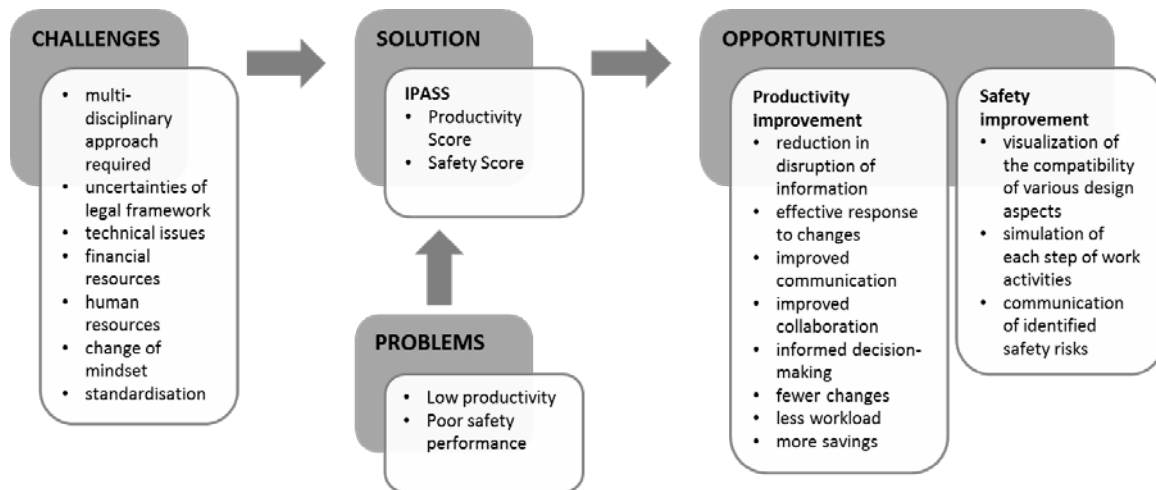 CHALLENGES
• multi-
disciplinary
approach
required
• uncertainties of
legal framework
• technical issues
• financial
resources
• human
resources
• change of
mindset
• standardisation
SOLUTION
IPASS
• Productivity
Score
• Safety Score
PROBLEMS
• Low productivity
• Poor safety
performance
OPPORTUNITIES
Productivity
improvement
• reduction in
disruption of
information
• effective response
to changes
• improved
communication
• improved
collaboration
• informed decision-
making
• fewer changes
• less workload
• more savings
Safety
improvement
• visualization of
the compatibility
of various design
aspects
• simulation of
each step of work
activities
• communication
of identified
safety risks